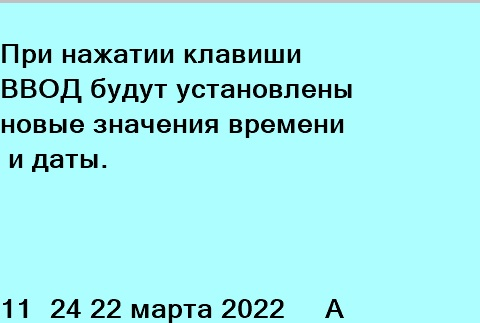 При нажатии клавиши
ВВОД будут установлены
новые значения времени
и даты.
11 24 22 марта 2022 А